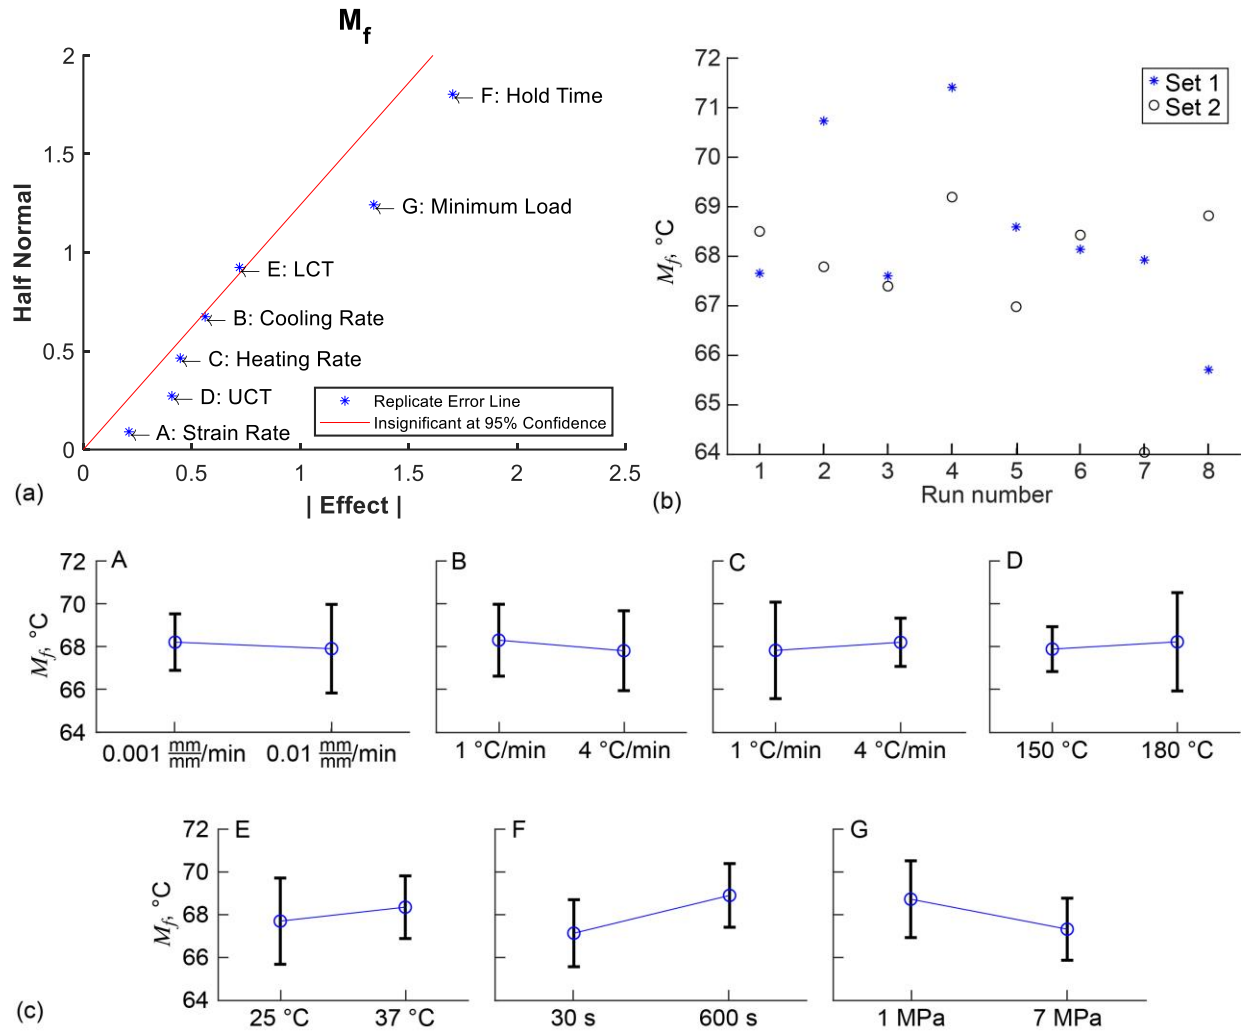 M_f
2
1.5
1
0.5
0
Half Normal
F: Hold Time
G: Minimum Load
E: LCT
B: Cooling Rate
C: Heating Rate
D: UCT
A: Strain Rate
Replicate Error Line
Insignificant at 95% Confidence
0 0.5 1 1.5 2 2.5
| Effect |
(a)
72
71
70
69
68
67
66
65
64
M_f, °C
Set 1
Set 2
1 2 3 4 5 6 7 8
Run number
(b)
A B C D
72
70
68
66
64
M_f, °C
0.001 mm/mm/min 0.01 mm/mm/min
1 °C/min 4 °C/min
1 °C/min 4 °C/min
150 °C 180 °C
E F G
72
70
68
66
64
M_f, °C
25 °C 37 °C
30 s 600 s
1 MPa 7 MPa
(c)